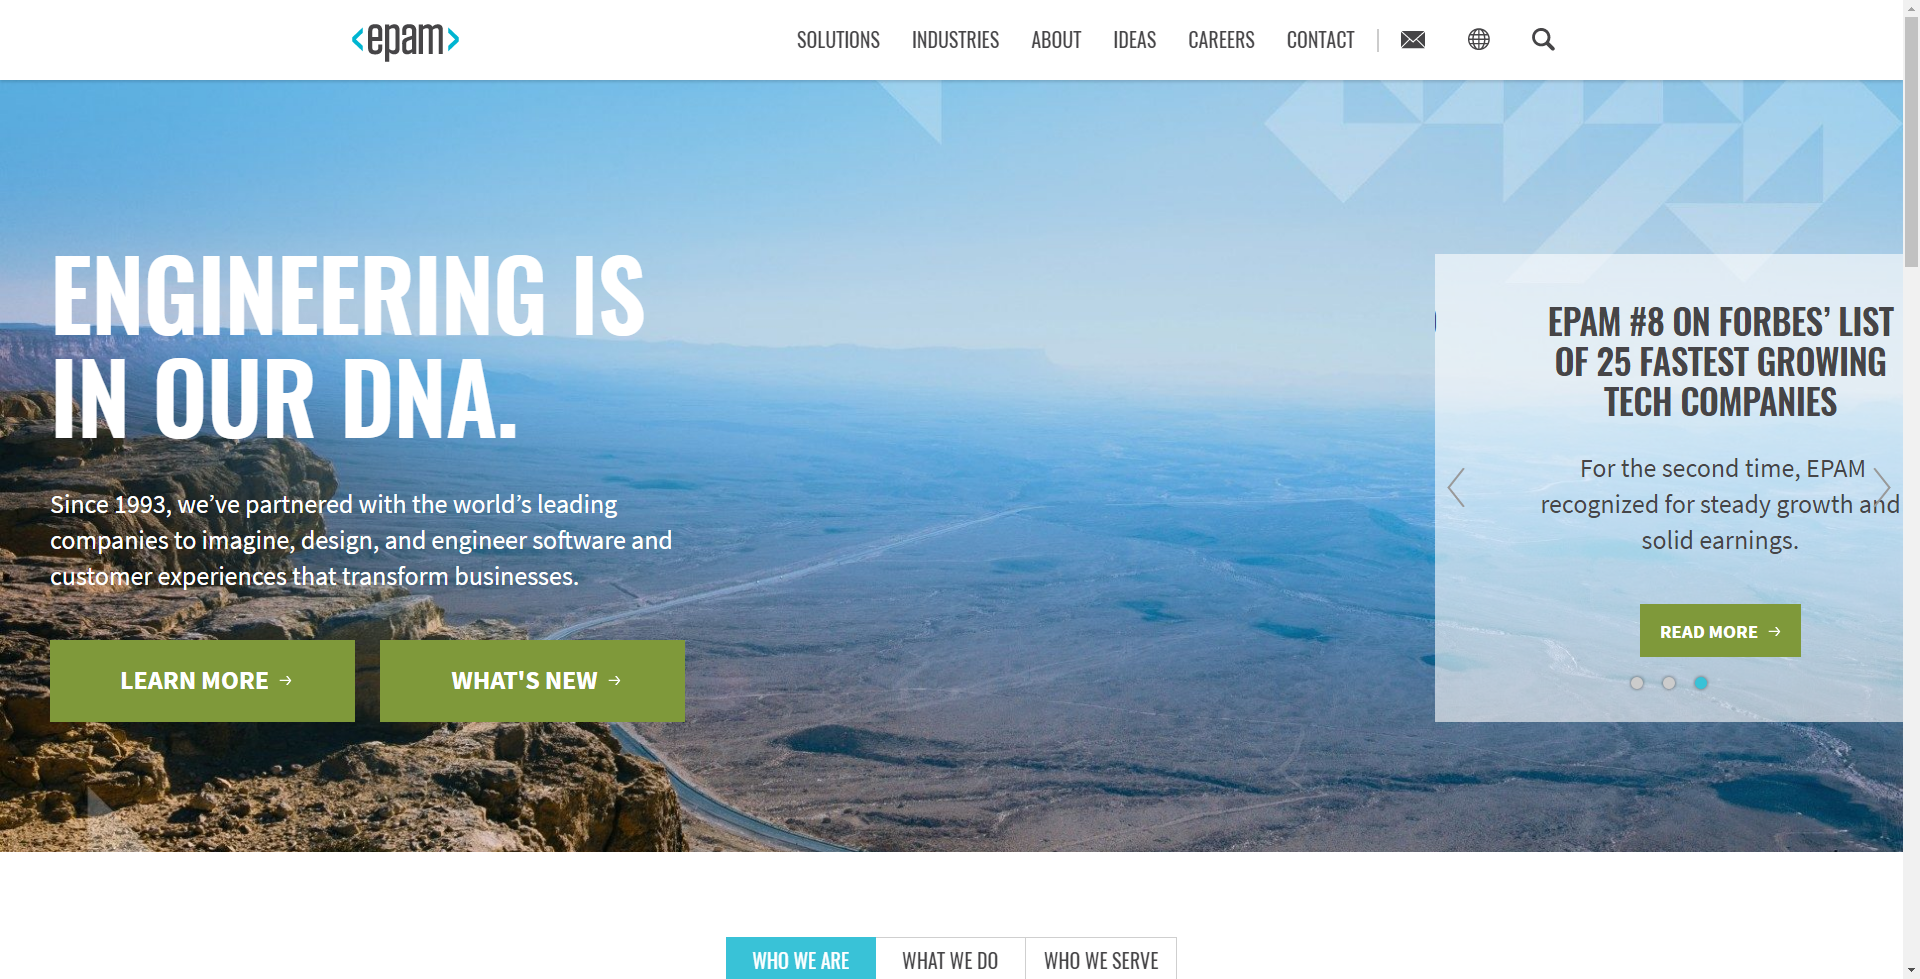 <epam>
SOLUTIONS INDUSTRIES ABOUT IDEAS CAREERS CONTACT
ENGINEERING IS
IN OUR DNA.
Since 1993, we’ve partnered with the world’s leading
companies to imagine, design, and engineer software and
customer experiences that transform businesses.
LEARN MORE →
WHAT'S NEW →
EPAM #8 ON FORBES’ LIST
OF 25 FASTEST GROWING
TECH COMPANIES
For the second time, EPAM
recognized for steady growth and
solid earnings.
READ MORE →
WHO WE ARE
WHAT WE DO
WHO WE SERVE